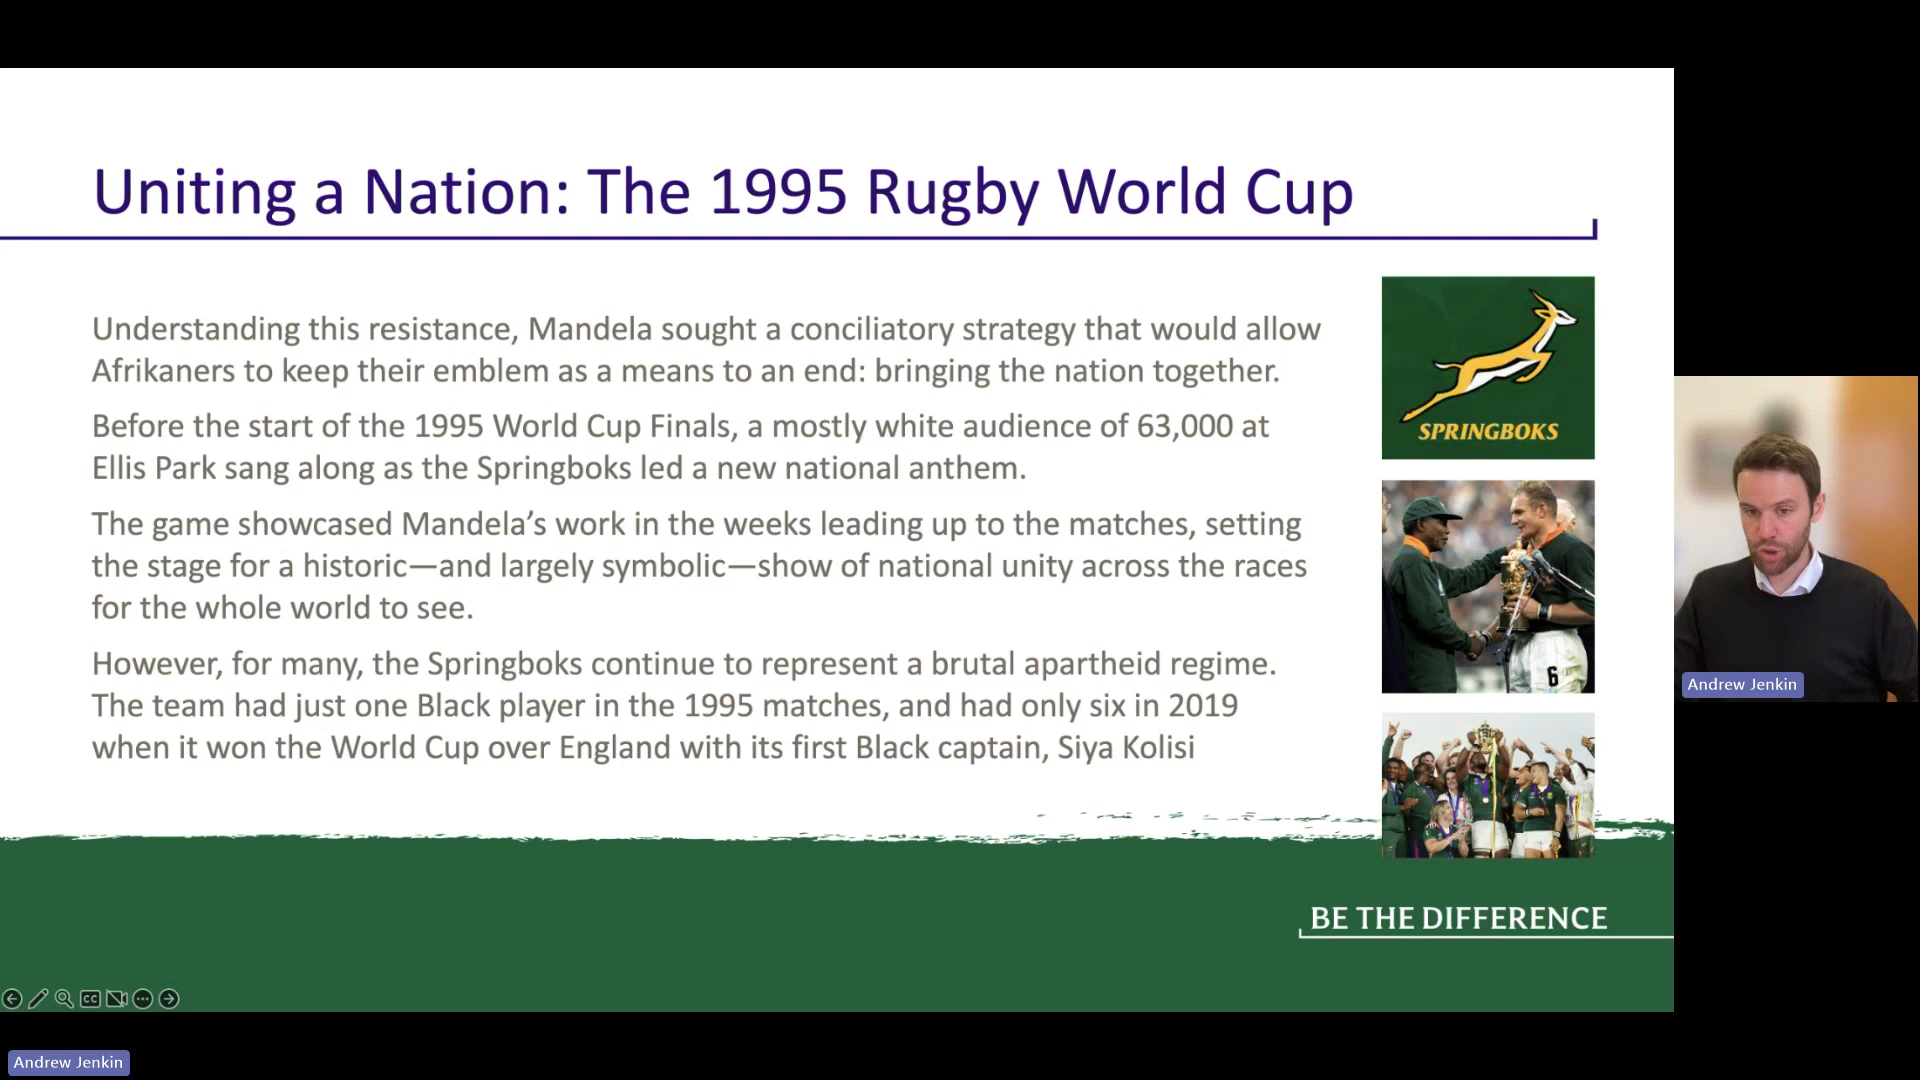 Uniting a Nation: The 1995 Rugby World Cup
Understanding this resistance, Mandela sought a conciliatory strategy that would allow
Afrikaners to keep their emblem as a means to an end: bringing the nation together.
Before the start of the 1995 World Cup Finals, a mostly white audience of 63,000 at
Ellis Park sang along as the Springboks led a new national anthem.
The game showcased Mandela’s work in the weeks leading up to the matches, setting
the stage for a historic—and largely symbolic—show of national unity across the races
for the whole world to see.
However, for many, the Springboks continue to represent a brutal apartheid regime.
The team had just one Black player in the 1995 matches, and had only six in 2019
when it won the World Cup over England with its first Black captain, Siya Kolisi
SPRINGBOKS
6
BE THE DIFFERENCE
CC
Andrew Jenkin
Andrew Jenkin